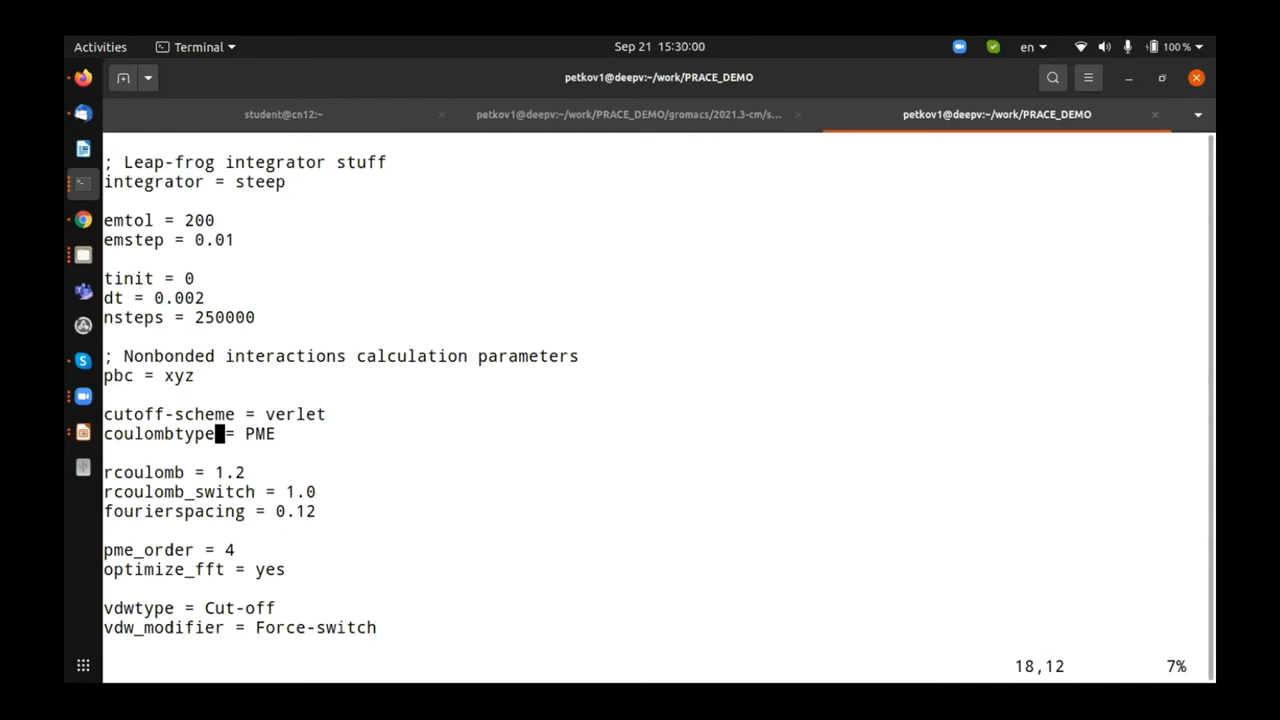 Activities
Terminal
Sep 21 15:30:00
en
100 %
petkov1@deepv:~/work/PRACE_DEMO
student@cn12:~
petkov1@deepv:~/work/PRACE_DEMO/gromacs/2021.3-cm/s...
petkov1@deepv:~/work/PRACE_DEMO
; Leap-frog integrator stuff
integrator = steep
emtol = 200
emstep = 0.01
tinit = 0
dt = 0.002
nsteps = 250000
; Nonbonded interactions calculation parameters
pbc = xyz
cutoff-scheme = verlet
coulombtype = PME
rcoulomb = 1.2
rcoulomb_switch = 1.0
fourierspacing = 0.12
pme_order = 4
optimize_fft = yes
vdwtype = Cut-off
vdw_modifier = Force-switch
18,12
7%